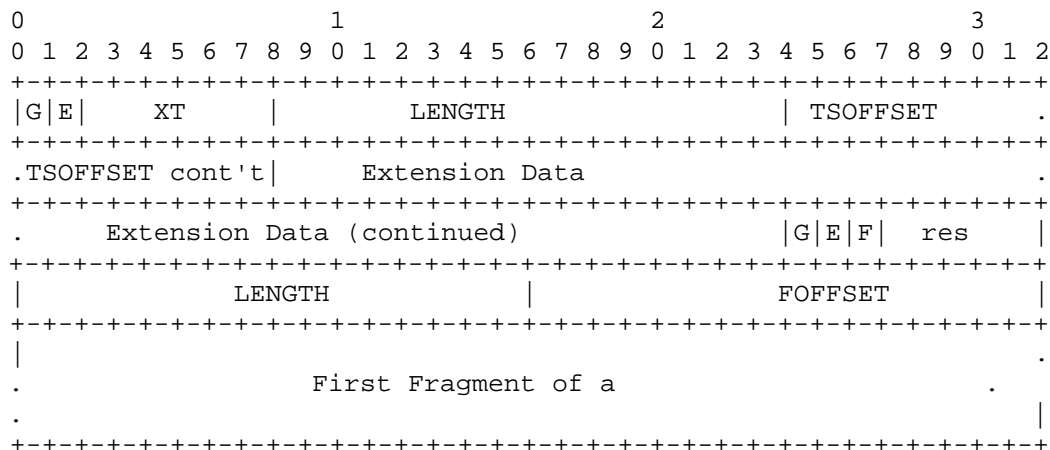 0                   1                   2                   3
0 1 2 3 4 5 6 7 8 9 0 1 2 3 4 5 6 7 8 9 0 1 2 3 4 5 6 7 8 9 0 1 2
+-+-+-+-+-+-+-+-+-+-+-+-+-+-+-+-+-+-+-+-+-+-+-+-+-+-+-+-+-+-+-+-+
|G|E|    XT     |        LENGTH                 | TSOFFSET      .
+-+-+-+-+-+-+-+-+-+-+-+-+-+-+-+-+-+-+-+-+-+-+-+-+-+-+-+-+-+-+-+-+
.TSOFFSET cont't|     Extension Data                            .
+-+-+-+-+-+-+-+-+-+-+-+-+-+-+-+-+-+-+-+-+-+-+-+-+-+-+-+-+-+-+-+-+
.     Extension Data (continued)                |G|E|F|  res    |
+-+-+-+-+-+-+-+-+-+-+-+-+-+-+-+-+-+-+-+-+-+-+-+-+-+-+-+-+-+-+-+-+
|             LENGTH            |               FOFFSET         |
+-+-+-+-+-+-+-+-+-+-+-+-+-+-+-+-+-+-+-+-+-+-+-+-+-+-+-+-+-+-+-+-+
|                                                               .
.                  First Fragment of a                       .
.                                                               |
+-+-+-+-+-+-+-+-+-+-+-+-+-+-+-+-+-+-+-+-+-+-+-+-+-+-+-+-+-+-+-+-+